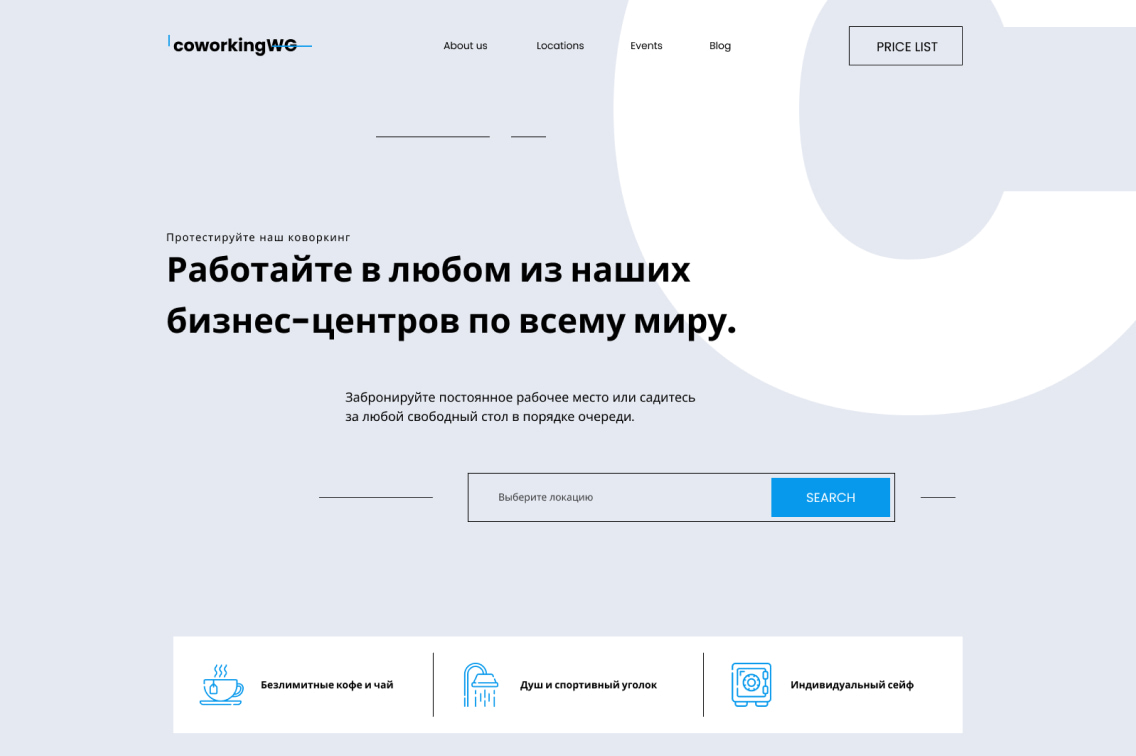 coworkingWG
About us
Locations
Events
Blog
PRICE LIST
Протестируйте наш коворкинг
Работайте в любом из наших
бизнес-центров по всему миру.
Забронируйте постоянное рабочее место или садитесь
за любой свободный стол в порядке очереди.
Выберите локацию
SEARCH
Безлимитные кофе и чай
Душ и спортивный уголок
Индивидуальный сейф